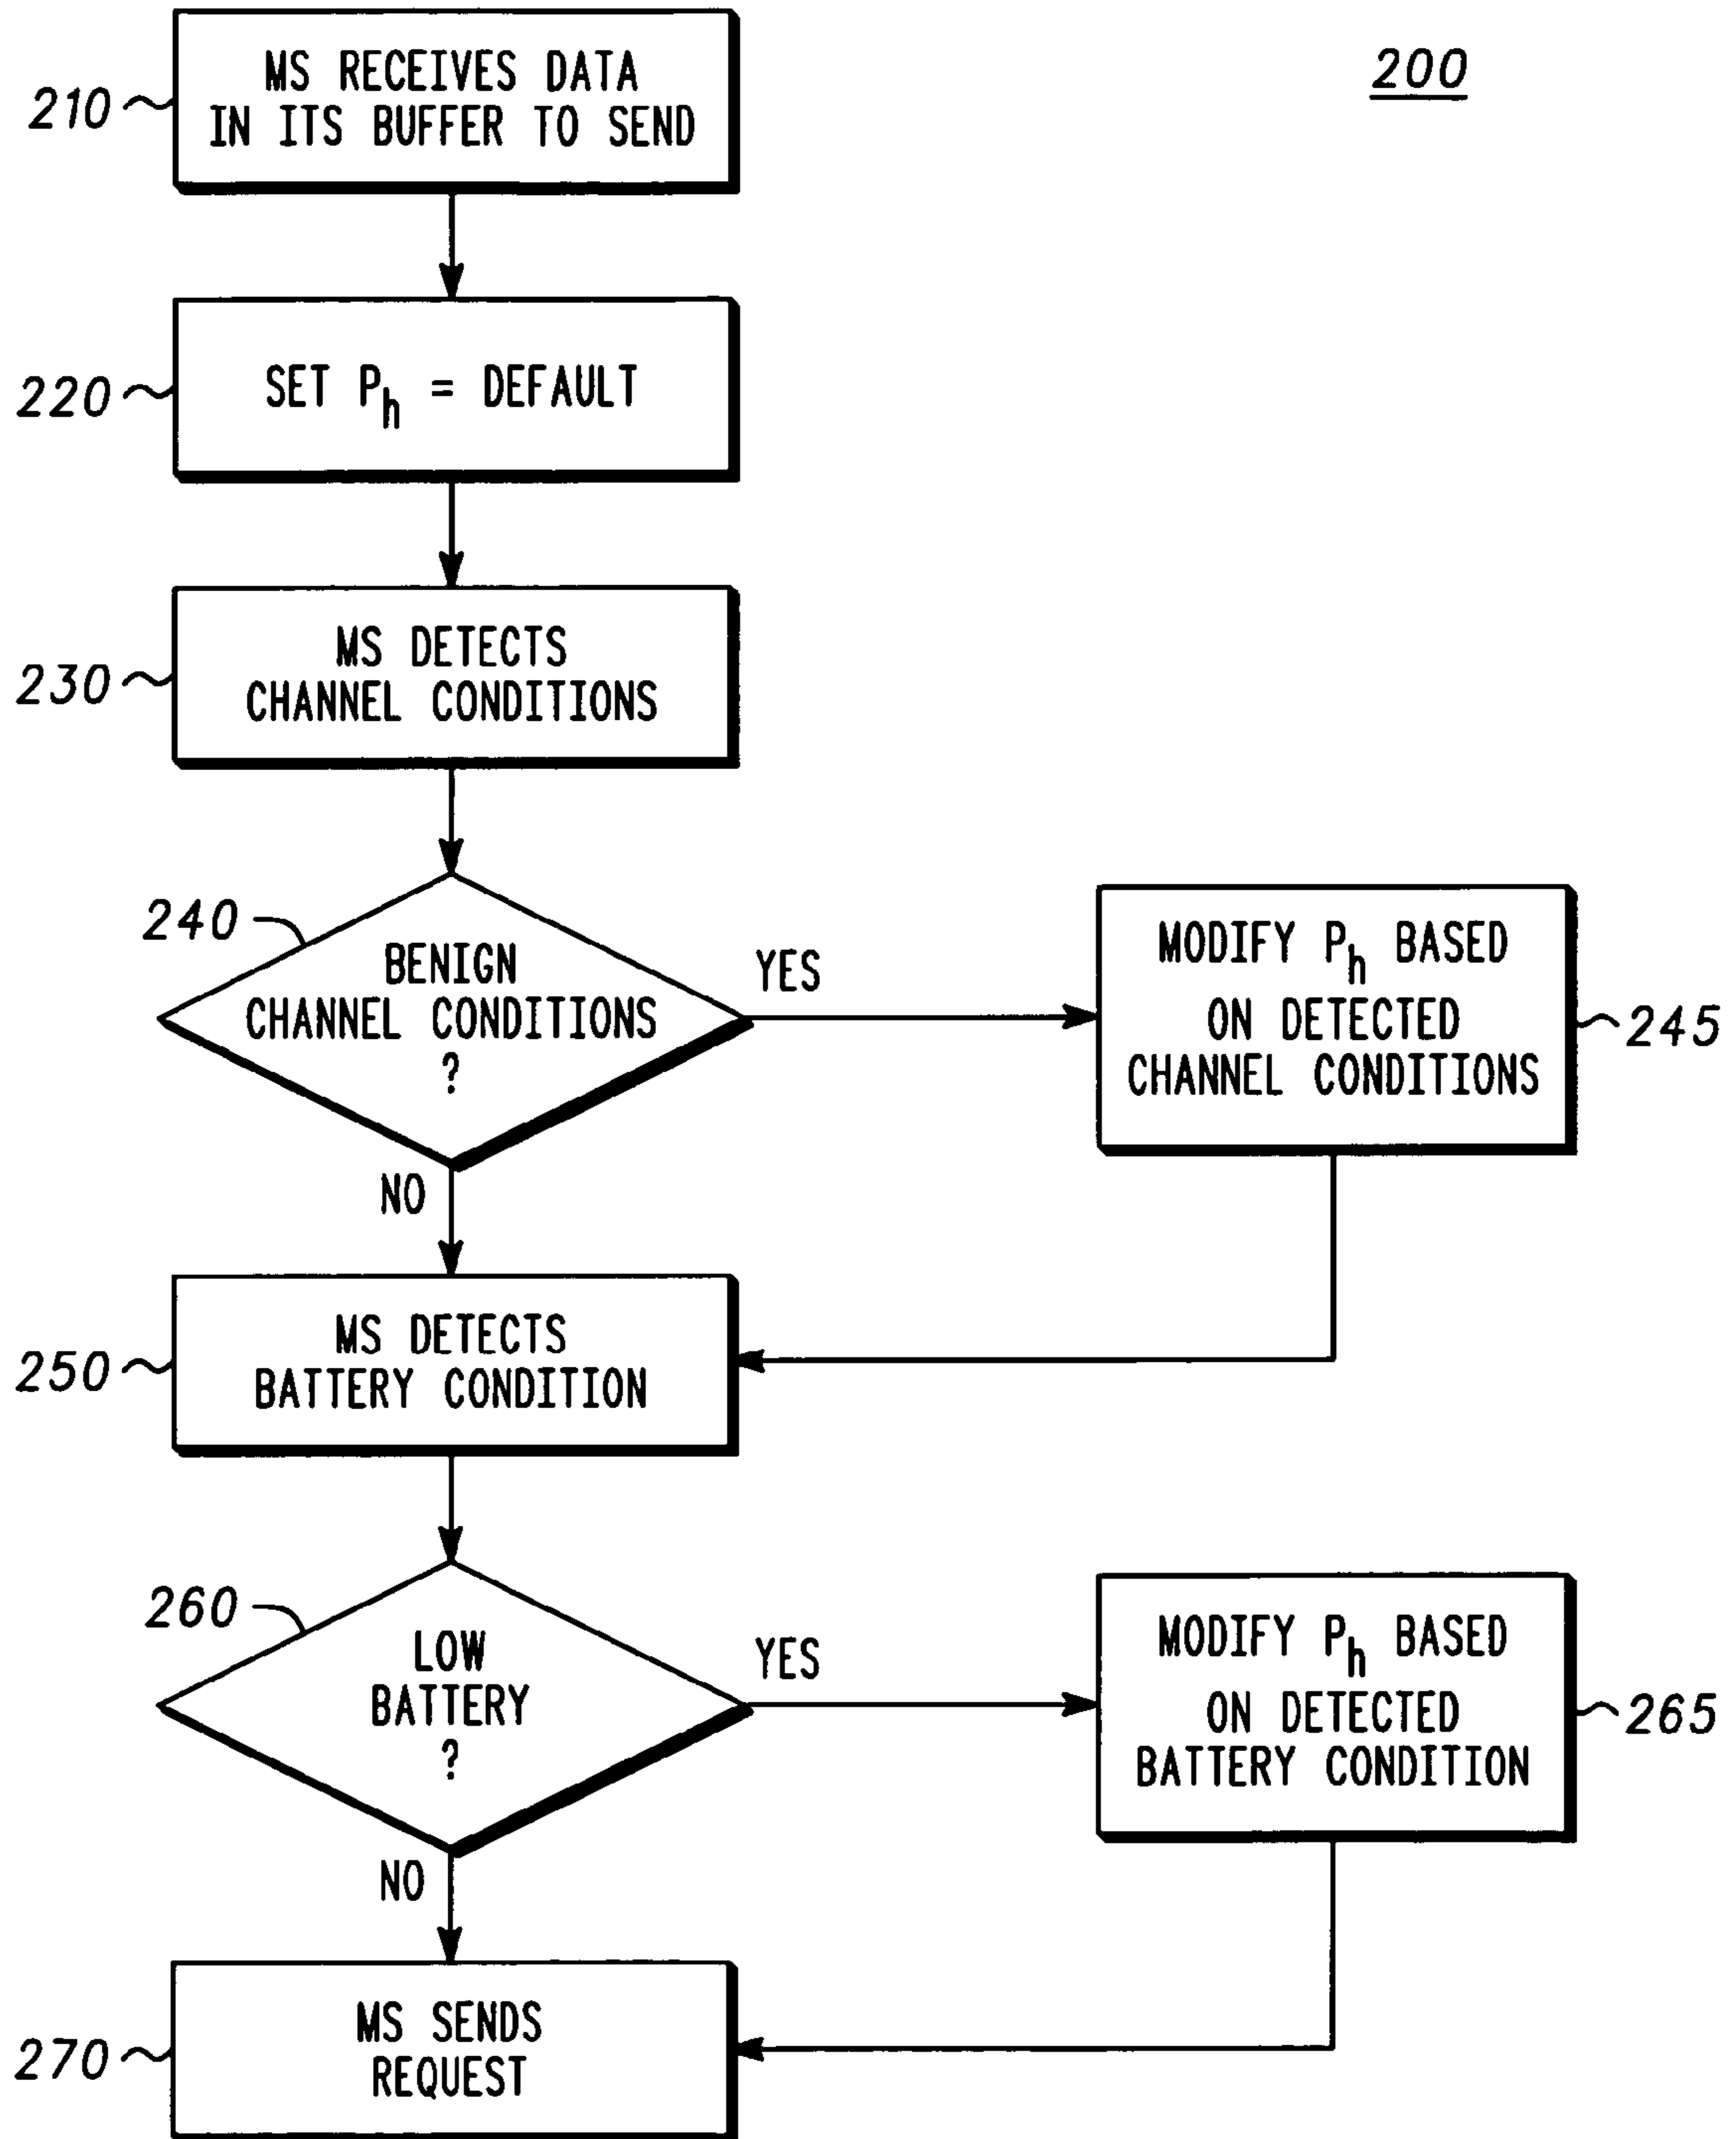 200
210
MS RECEIVES DATA
IN ITS BUFFER TO SEND
220
SET Ph = DEFAULT
230
MS DETECTS
CHANNEL CONDITIONS
240
BENIGN
CHANNEL CONDITIONS
?
YES
NO
MODIFY Ph BASED
ON DETECTED
CHANNEL CONDITIONS
245
250
MS DETECTS
BATTERY CONDITION
260
LOW
BATTERY
?
YES
NO
MODIFY Ph BASED
ON DETECTED
BATTERY CONDITION
265
270
MS SENDS
REQUEST